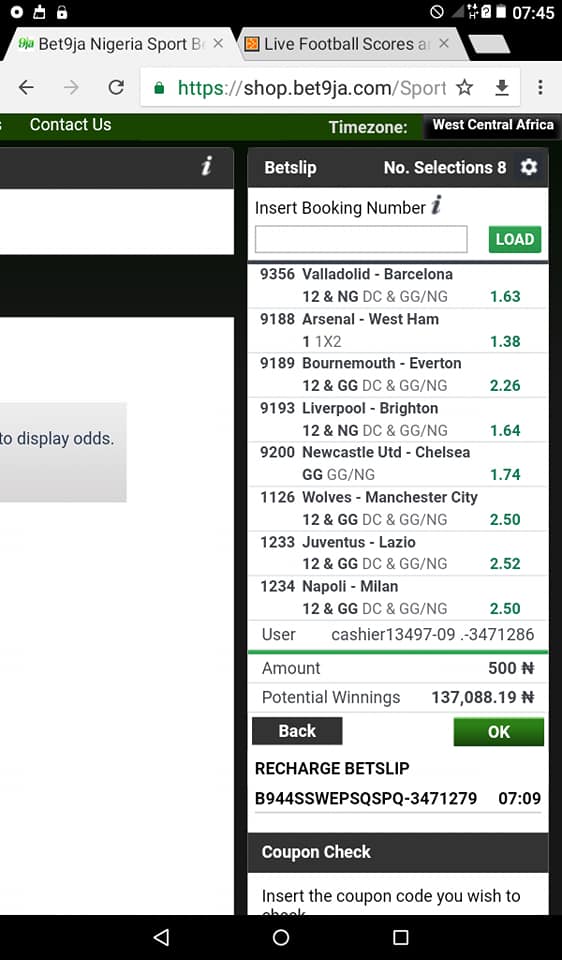 07:45
9ja Bet9ja Nigeria Sport B
Live Football Scores a
https://shop.bet9ja.com/Sport
s Contact Us
Timezone: West Central Africa
i
Betslip No. Selections 8
Insert Booking Number i
LOAD
9356 Valladolid - Barcelona
12 & NG DC & GG/NG 1.63
9188 Arsenal - West Ham
1 1X2 1.38
9189 Bournemouth - Everton
12 & GG DC & GG/NG 2.26
9193 Liverpool - Brighton
12 & NG DC & GG/NG 1.64
9200 Newcastle Utd - Chelsea
GG GG/NG 1.74
1126 Wolves - Manchester City
12 & GG DC & GG/NG 2.50
1233 Juventus - Lazio
12 & GG DC & GG/NG 2.52
1234 Napoli - Milan
12 & GG DC & GG/NG 2.50
to display odds.
User cashier13497-09 .-3471286
Amount 500 ₦
Potential Winnings 137,088.19 ₦
Back OK
RECHARGE BETSLIP
B944SSWEPSQSPQ-3471279 07:09
Coupon Check
Insert the coupon code you wish to
check